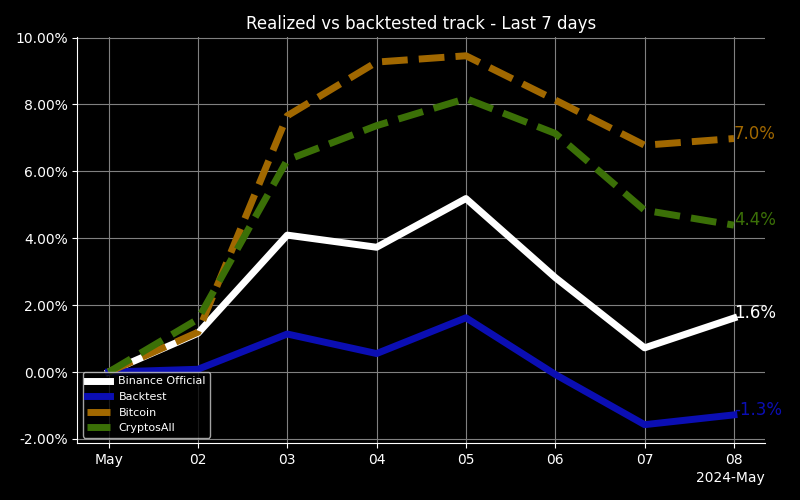 Realized vs backtested track - Last 7 days
10.00%
8.00%
6.00%
4.00%
2.00%
0.00%
-2.00%
7.0%
4.4%
1.6%
-1.3%
Binance Official
Backtest
Bitcoin
CryptosAll
May 02 03 04 05 06 07 08
2024-May